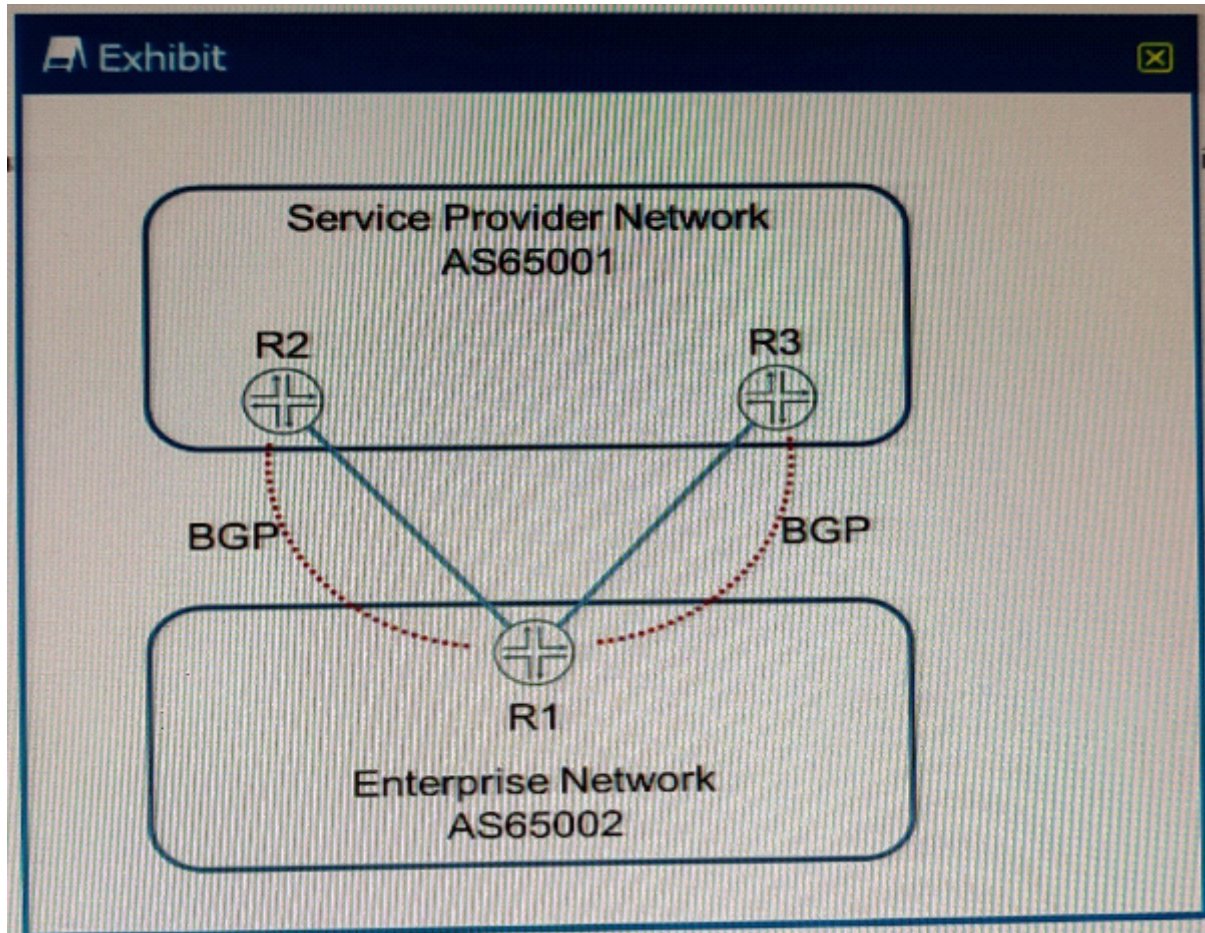 Exhibit
Service Provider Network
AS65001
R2
R3
BGP
BGP
R1
Enterprise Network
AS65002